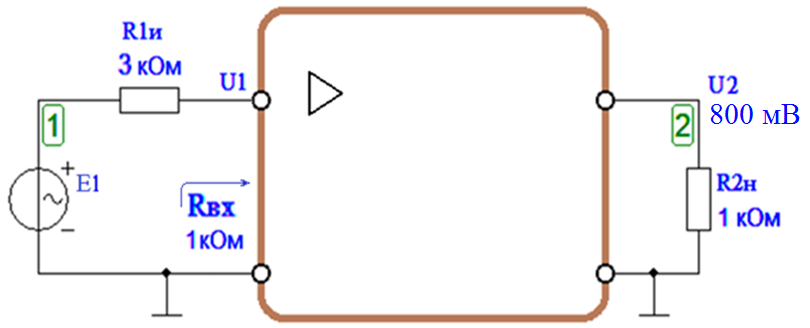 R1и
3 кОм
U1
U2
800 мВ
1
2
E1
+
−
Rвх
1кОм
R2н
1 кОм